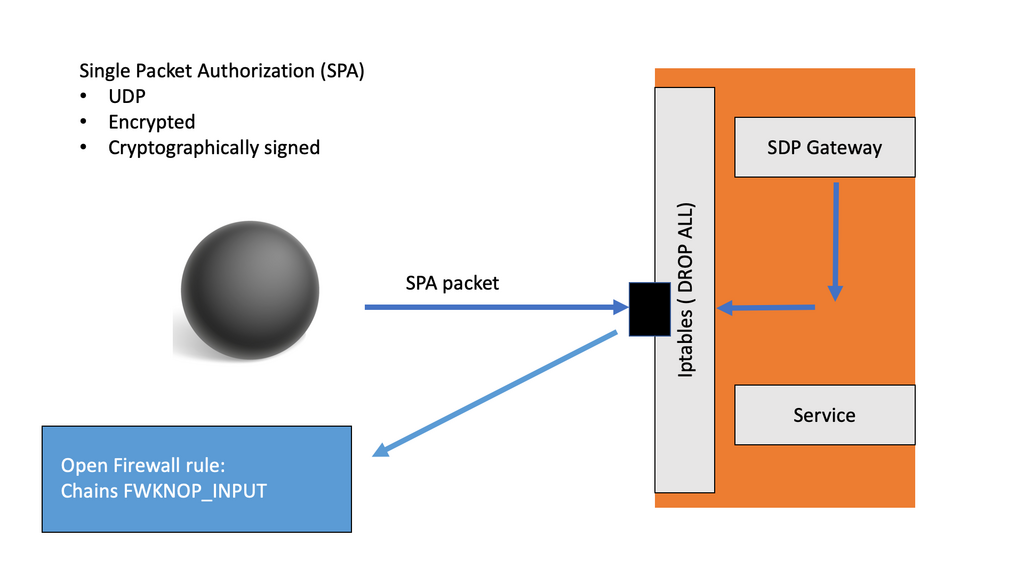 Single Packet Authorization (SPA)
• UDP
• Encrypted
• Cryptographically signed
SPA packet
Open Firewall rule:
Chains FWKNOP_INPUT
Iptables ( DROP ALL)
SDP Gateway
Service